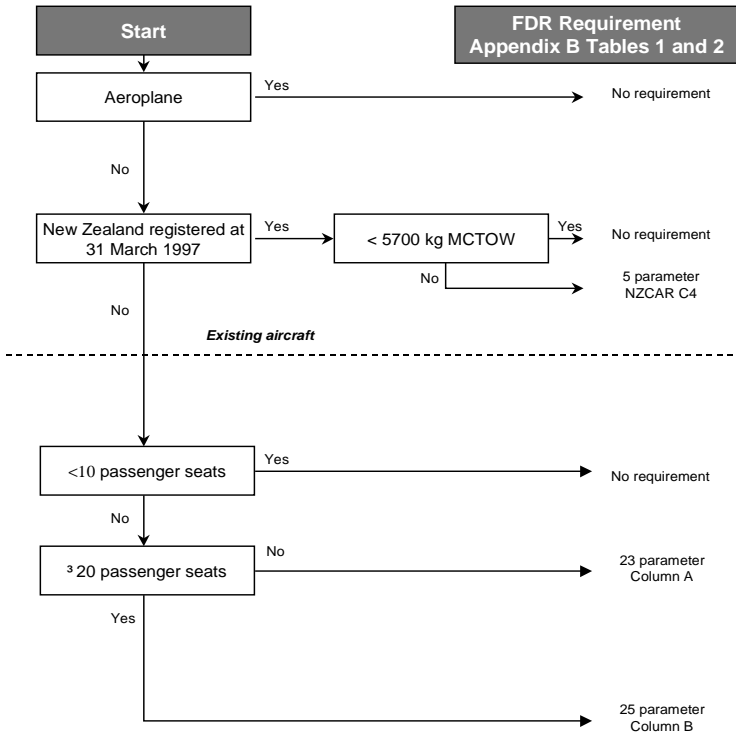 Start
FDR Requirement
Appendix B Tables 1 and 2
Aeroplane
Yes
No requirement
No
New Zealand registered at
31 March 1997
Yes
< 5700 kg MCTOW
Yes
No requirement
No
5 parameter
NZCAR C4
No
Existing aircraft
<10 passenger seats
Yes
No requirement
No
³ 20 passenger seats
No
23 parameter
Column A
Yes
25 parameter
Column B